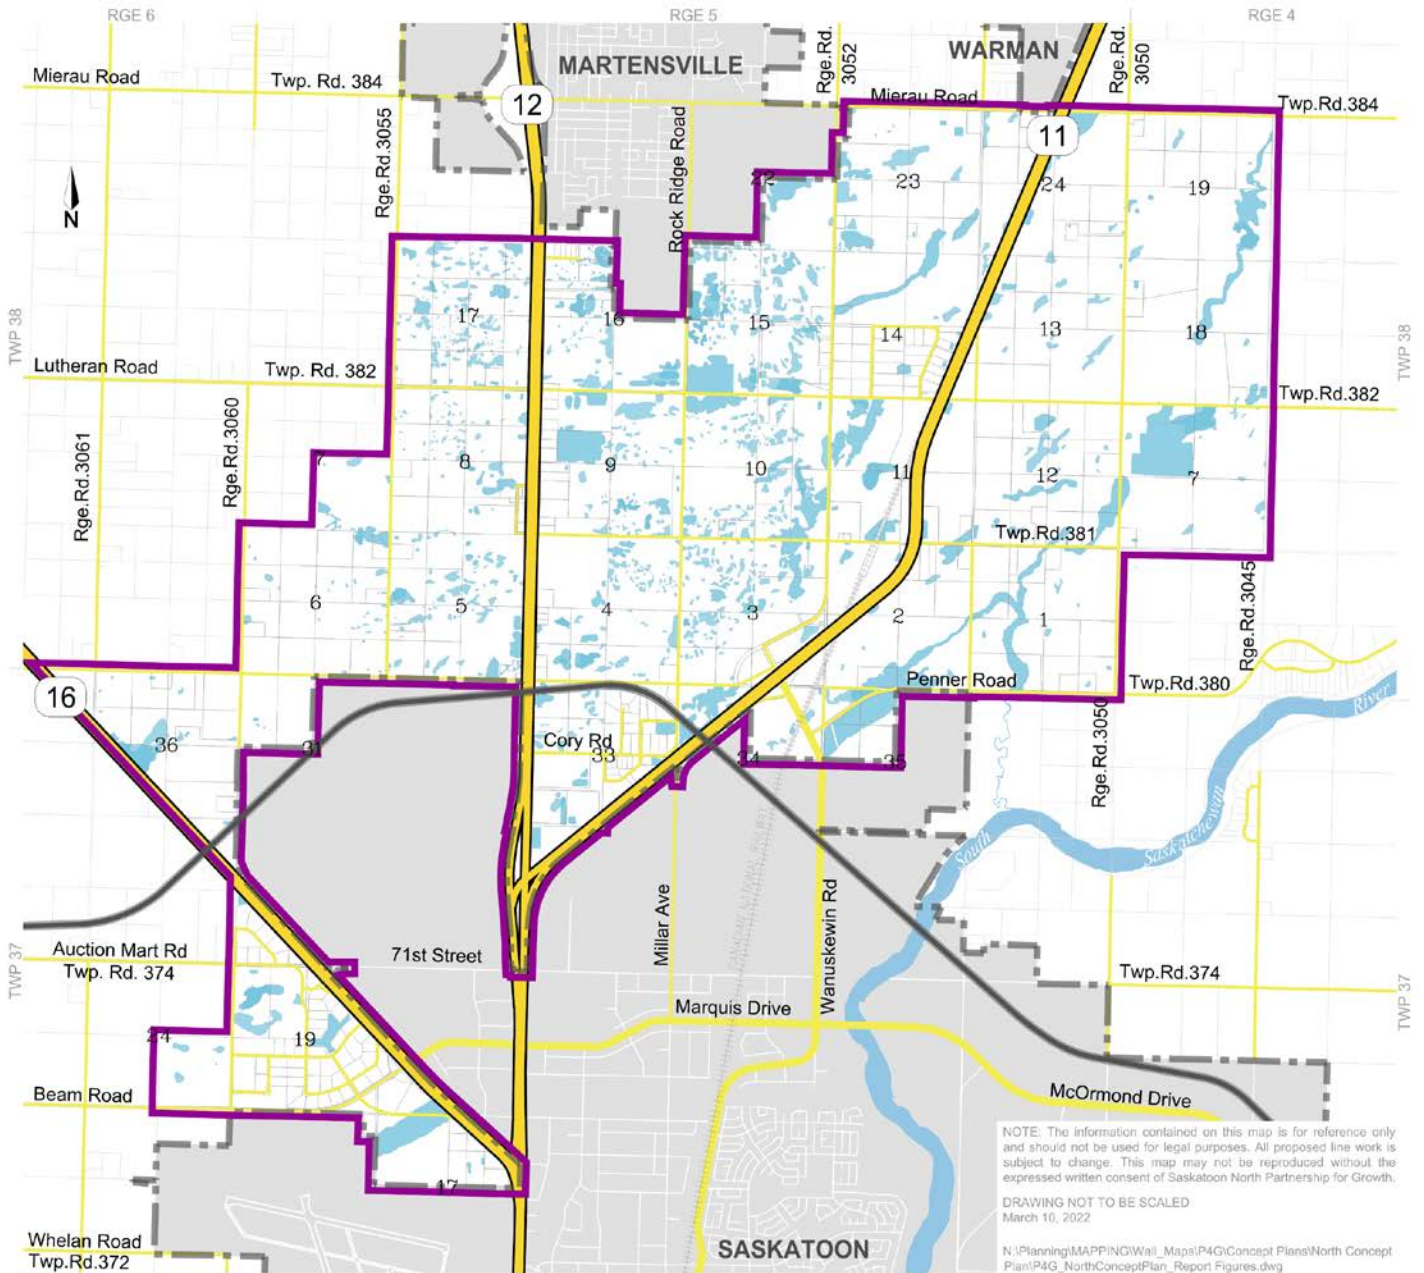 RGE 6
RGE 5
RGE 4
MARTENSVILLE
WARMAN
Rge.Rd.
3052
Rge.Rd.
3050
Mierau Road
Twp. Rd. 384
12
Mierau Road
Twp.Rd.384
11
Rge.Rd.3055
Rock Ridge Road
N
22
23
24
19
TWP 38
17
16
15
14
13
18
TWP 38
Lutheran Road
Twp. Rd. 382
Twp.Rd.382
Rge.Rd.3061
Rge.Rd.3060
7
8
9
10
11
12
7
Twp.Rd.381
6
5
4
3
2
1
Rge.Rd.3045
16
Penner Road
Twp.Rd.380
Rge.Rd.3050
River
36
31
Cory Rd
33
34
35
South
Saskatchewan
Millar Ave
Wanuskewin Rd
TWP 37
Auction Mart Rd
Twp. Rd. 374
71st Street
Twp.Rd.374
TWP 37
Marquis Drive
24
19
Beam Road
McOrmond Drive
17
NOTE: The information contained on this map is for reference only
and should not be used for legal purposes. All proposed line work is
subject to change. This map may not be reproduced without the
expressed written consent of Saskatoon North Partnership for Growth.
DRAWING NOT TO BE SCALED
March 10, 2022
Whelan Road
Twp.Rd.372
SASKATOON
N:\Planning\MAPPING\Wall_Maps\P4G\Concept Plans\North Concept
Plan\P4G_NorthConceptPlan_Report Figures.dwg